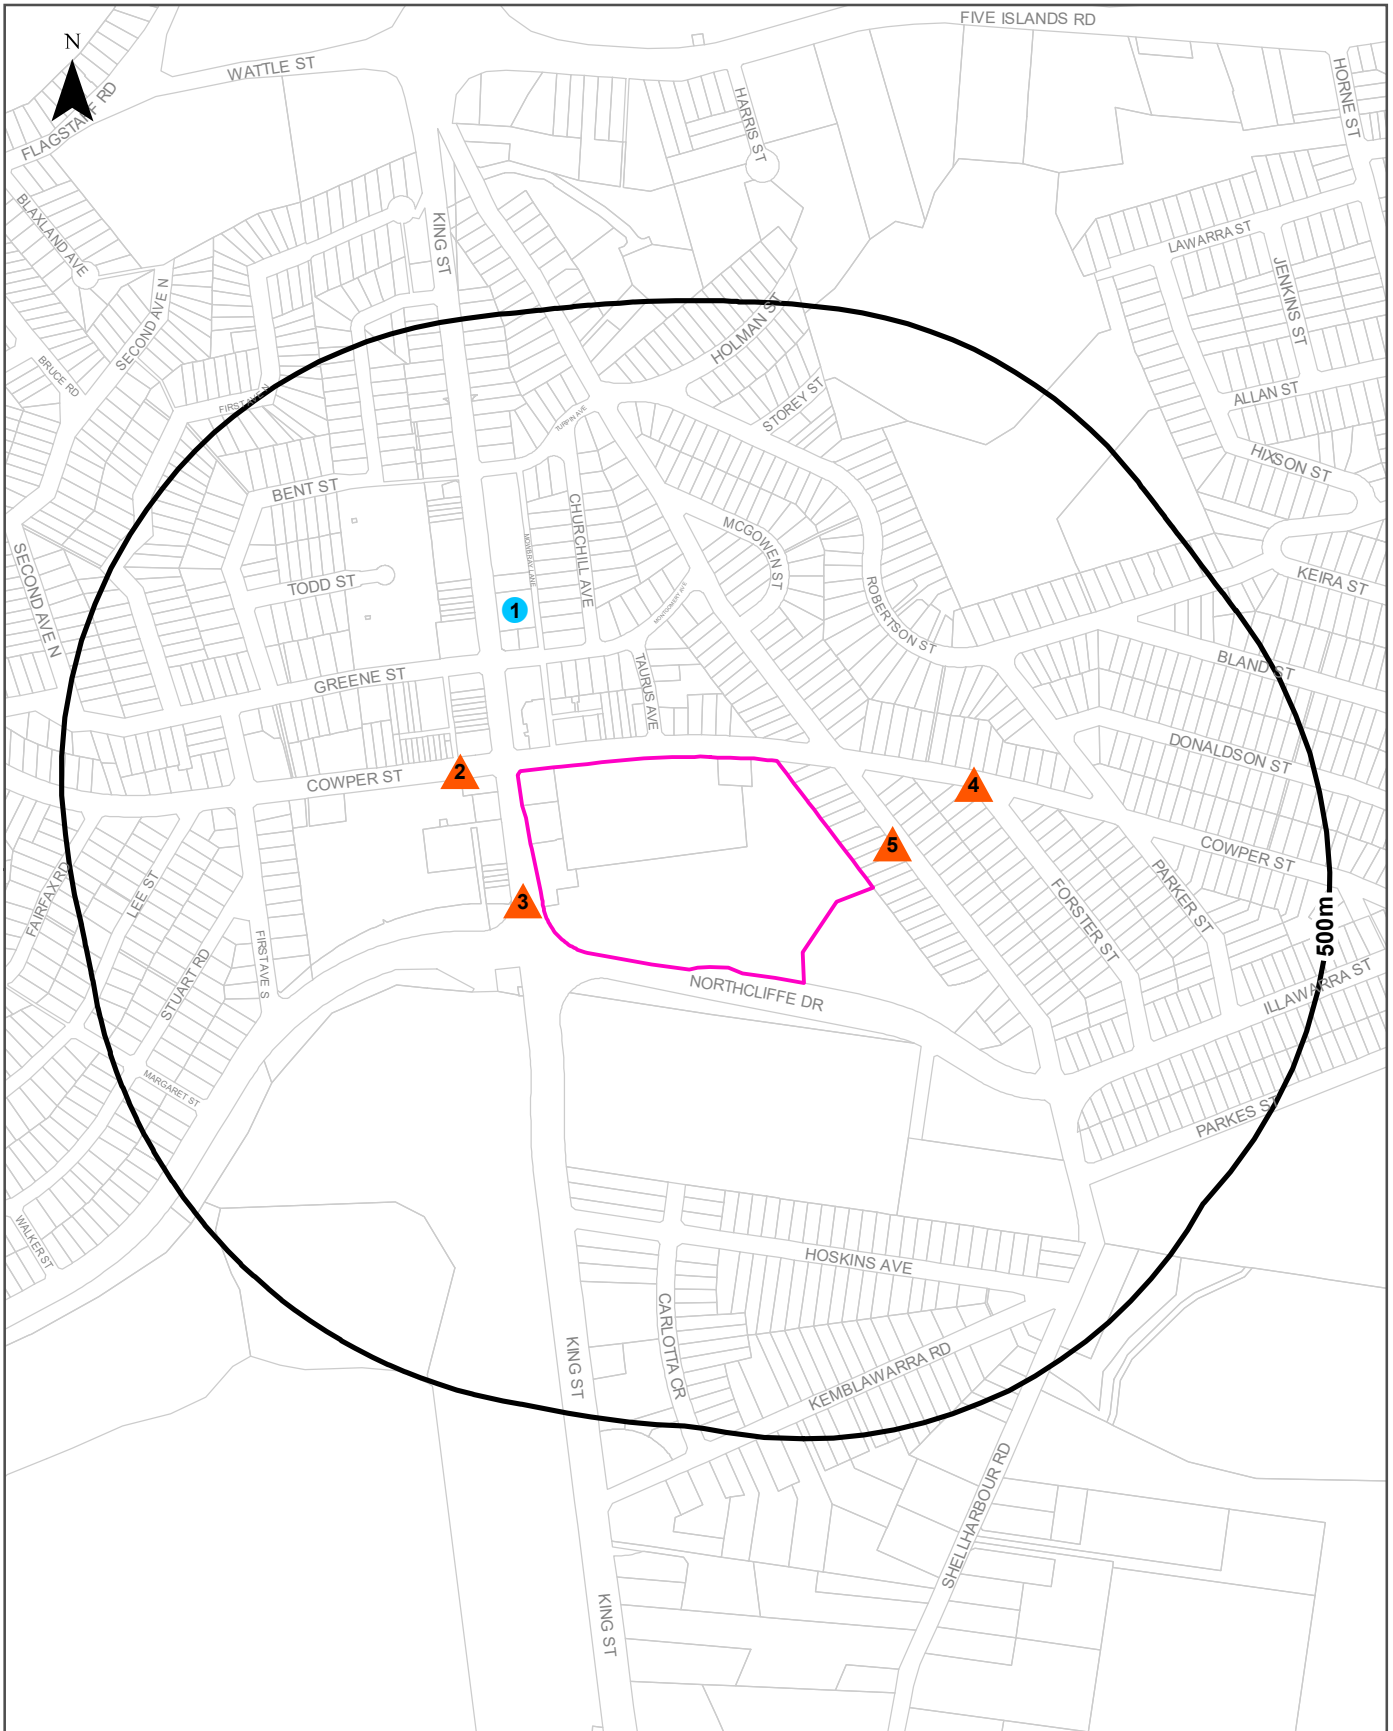 FIVE ISLANDS RD
N
WATTLE ST
HORNE ST
FLAGSTAFF RD
HARRIS ST
BLAXLAND AVE
KING ST
LAWARRA ST
JENKINS ST
SECOND AVE N
HOLMAN ST
BRUCE RD
FIRST AVE N
STOREY ST
ALLAN ST
TURPIN AVE
HIXSON ST
BENT ST
CHURCHILL AVE
MCGOWEN ST
MOWBRAY LANE
SECOND AVE N
TODD ST
KEIRA ST
MONTGOMERY AVE
ROBERTSON ST
1
GREENE ST
TAURUS AVE
BLAND ST
DONALDSON ST
2
COWPER ST
4
5
COWPER ST
FAIRFAX RD
LEE ST
3
PARKER ST
FORSTER ST
500m
STUART RD
FIRST AVE S
NORTHCLIFFE DR
ILLAWARRA ST
MARGARET ST
PARKES ST
WALKER ST
HOSKINS AVE
CARLOTTA CR
KING ST
KEMBLAWARRA RD
SHELLHARBOUR RD
KING ST